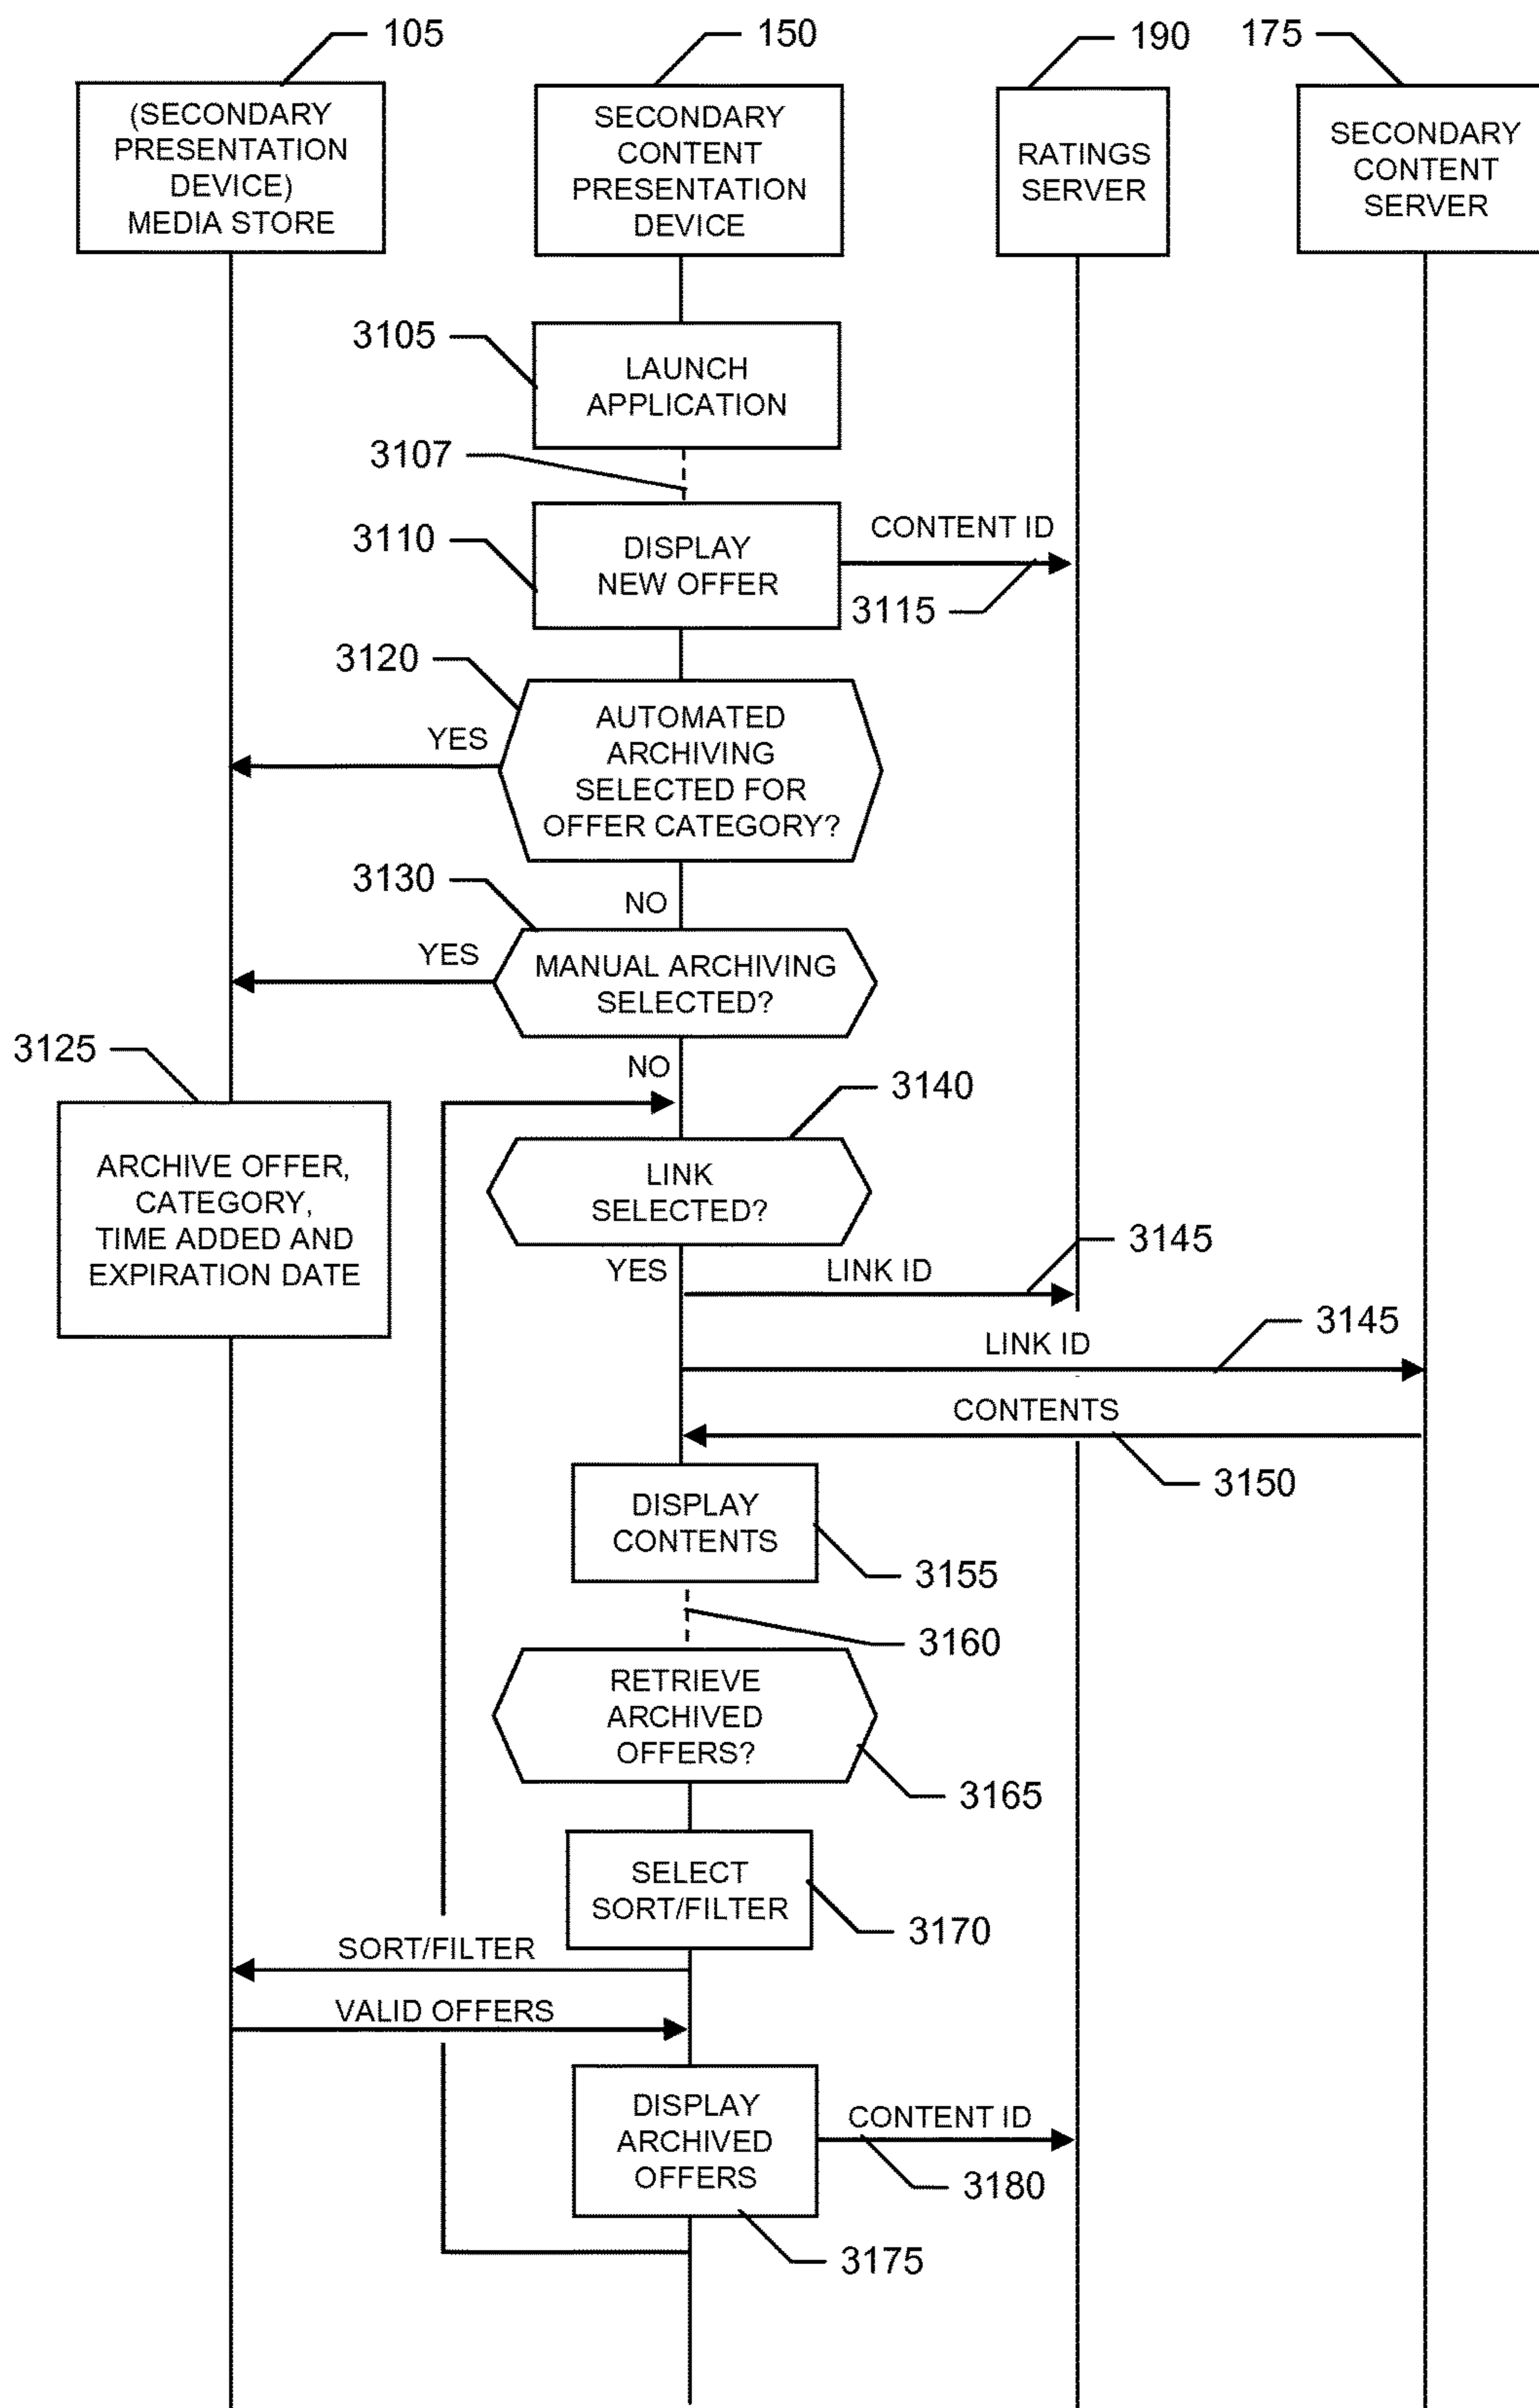 105
150
190
175
(SECONDARY
PRESENTATION
DEVICE)
MEDIA STORE
SECONDARY
CONTENT
PRESENTATION
DEVICE
RATINGS
SERVER
SECONDARY
CONTENT
SERVER
3105
LAUNCH
APPLICATION
3107
3110
DISPLAY
NEW OFFER
CONTENT ID
3115
3120
YES
AUTOMATED
ARCHIVING
SELECTED FOR
OFFER CATEGORY?
3130
NO
YES
MANUAL ARCHIVING
SELECTED?
3125
NO
3140
ARCHIVE OFFER,
CATEGORY,
TIME ADDED AND
EXPIRATION DATE
LINK
SELECTED?
YES
LINK ID
3145
LINK ID
3145
CONTENTS
3150
DISPLAY
CONTENTS
3155
3160
RETRIEVE
ARCHIVED
OFFERS?
3165
SELECT
SORT/FILTER
3170
SORT/FILTER
VALID OFFERS
DISPLAY
ARCHIVED
OFFERS
CONTENT ID
3180
3175